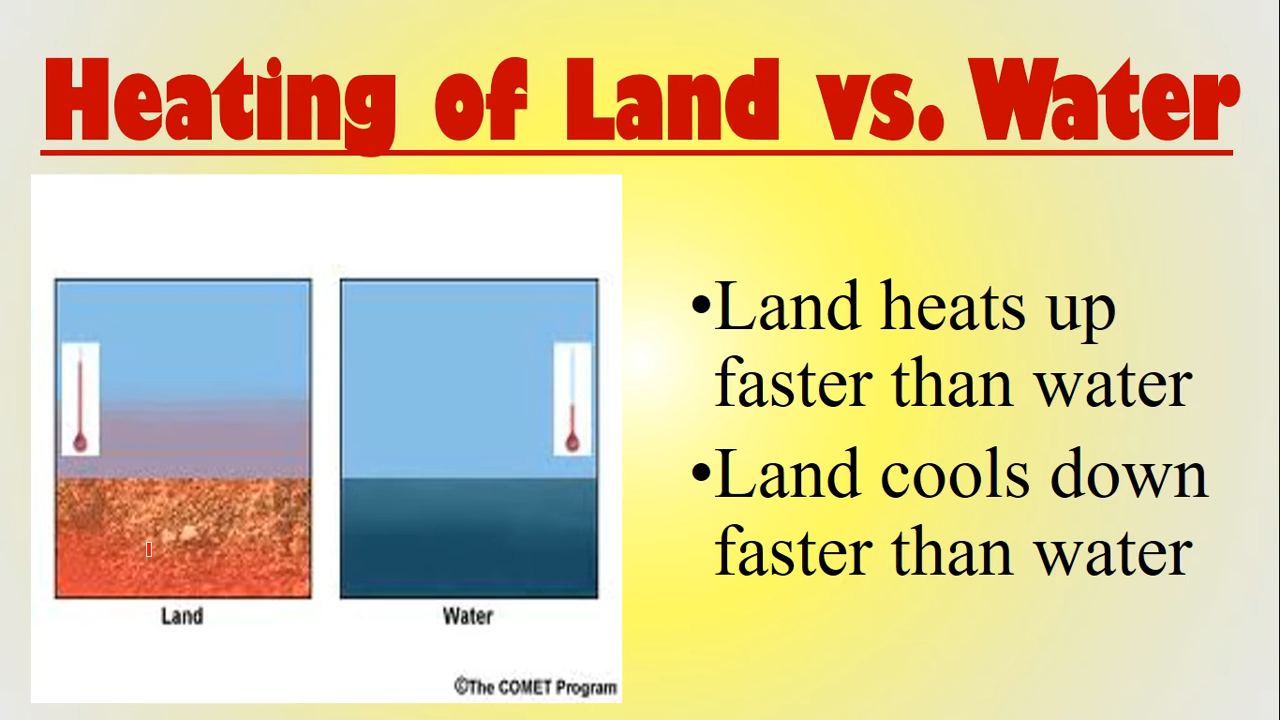 Heating of Land vs. Water
•Land heats up
faster than water
•Land cools down
faster than water
Land
Water
©The COMET Program